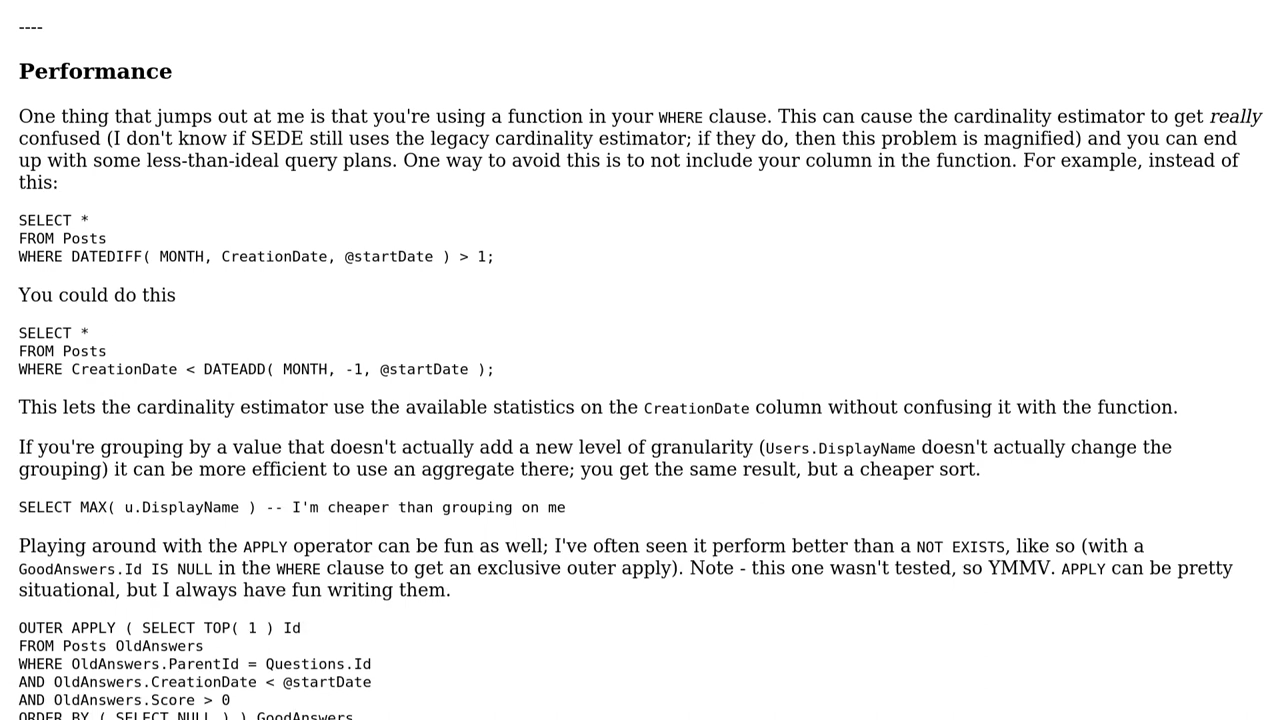 ----
Performance
One thing that jumps out at me is that you're using a function in your WHERE clause. This can cause the cardinality estimator to get really
confused (I don't know if SEDE still uses the legacy cardinality estimator; if they do, then this problem is magnified) and you can end
up with some less-than-ideal query plans. One way to avoid this is to not include your column in the function. For example, instead of
this:
SELECT *
FROM Posts
WHERE DATEDIFF( MONTH, CreationDate, @startDate ) > 1;
You could do this
SELECT *
FROM Posts
WHERE CreationDate < DATEADD( MONTH, -1, @startDate );
This lets the cardinality estimator use the available statistics on the CreationDate column without confusing it with the function.
If you're grouping by a value that doesn't actually add a new level of granularity (Users.DisplayName doesn't actually change the
grouping) it can be more efficient to use an aggregate there; you get the same result, but a cheaper sort.
SELECT MAX( u.DisplayName ) -- I'm cheaper than grouping on me
Playing around with the APPLY operator can be fun as well; I've often seen it perform better than a NOT EXISTS, like so (with a
GoodAnswers.Id IS NULL in the WHERE clause to get an exclusive outer apply). Note - this one wasn't tested, so YMMV. APPLY can be pretty
situational, but I always have fun writing them.
OUTER APPLY ( SELECT TOP( 1 ) Id
FROM Posts OldAnswers
WHERE OldAnswers.ParentId = Questions.Id
AND OldAnswers.CreationDate < @startDate
AND OldAnswers.Score > 0
ORDER BY ( SELECT NULL ) ) GoodAnswers